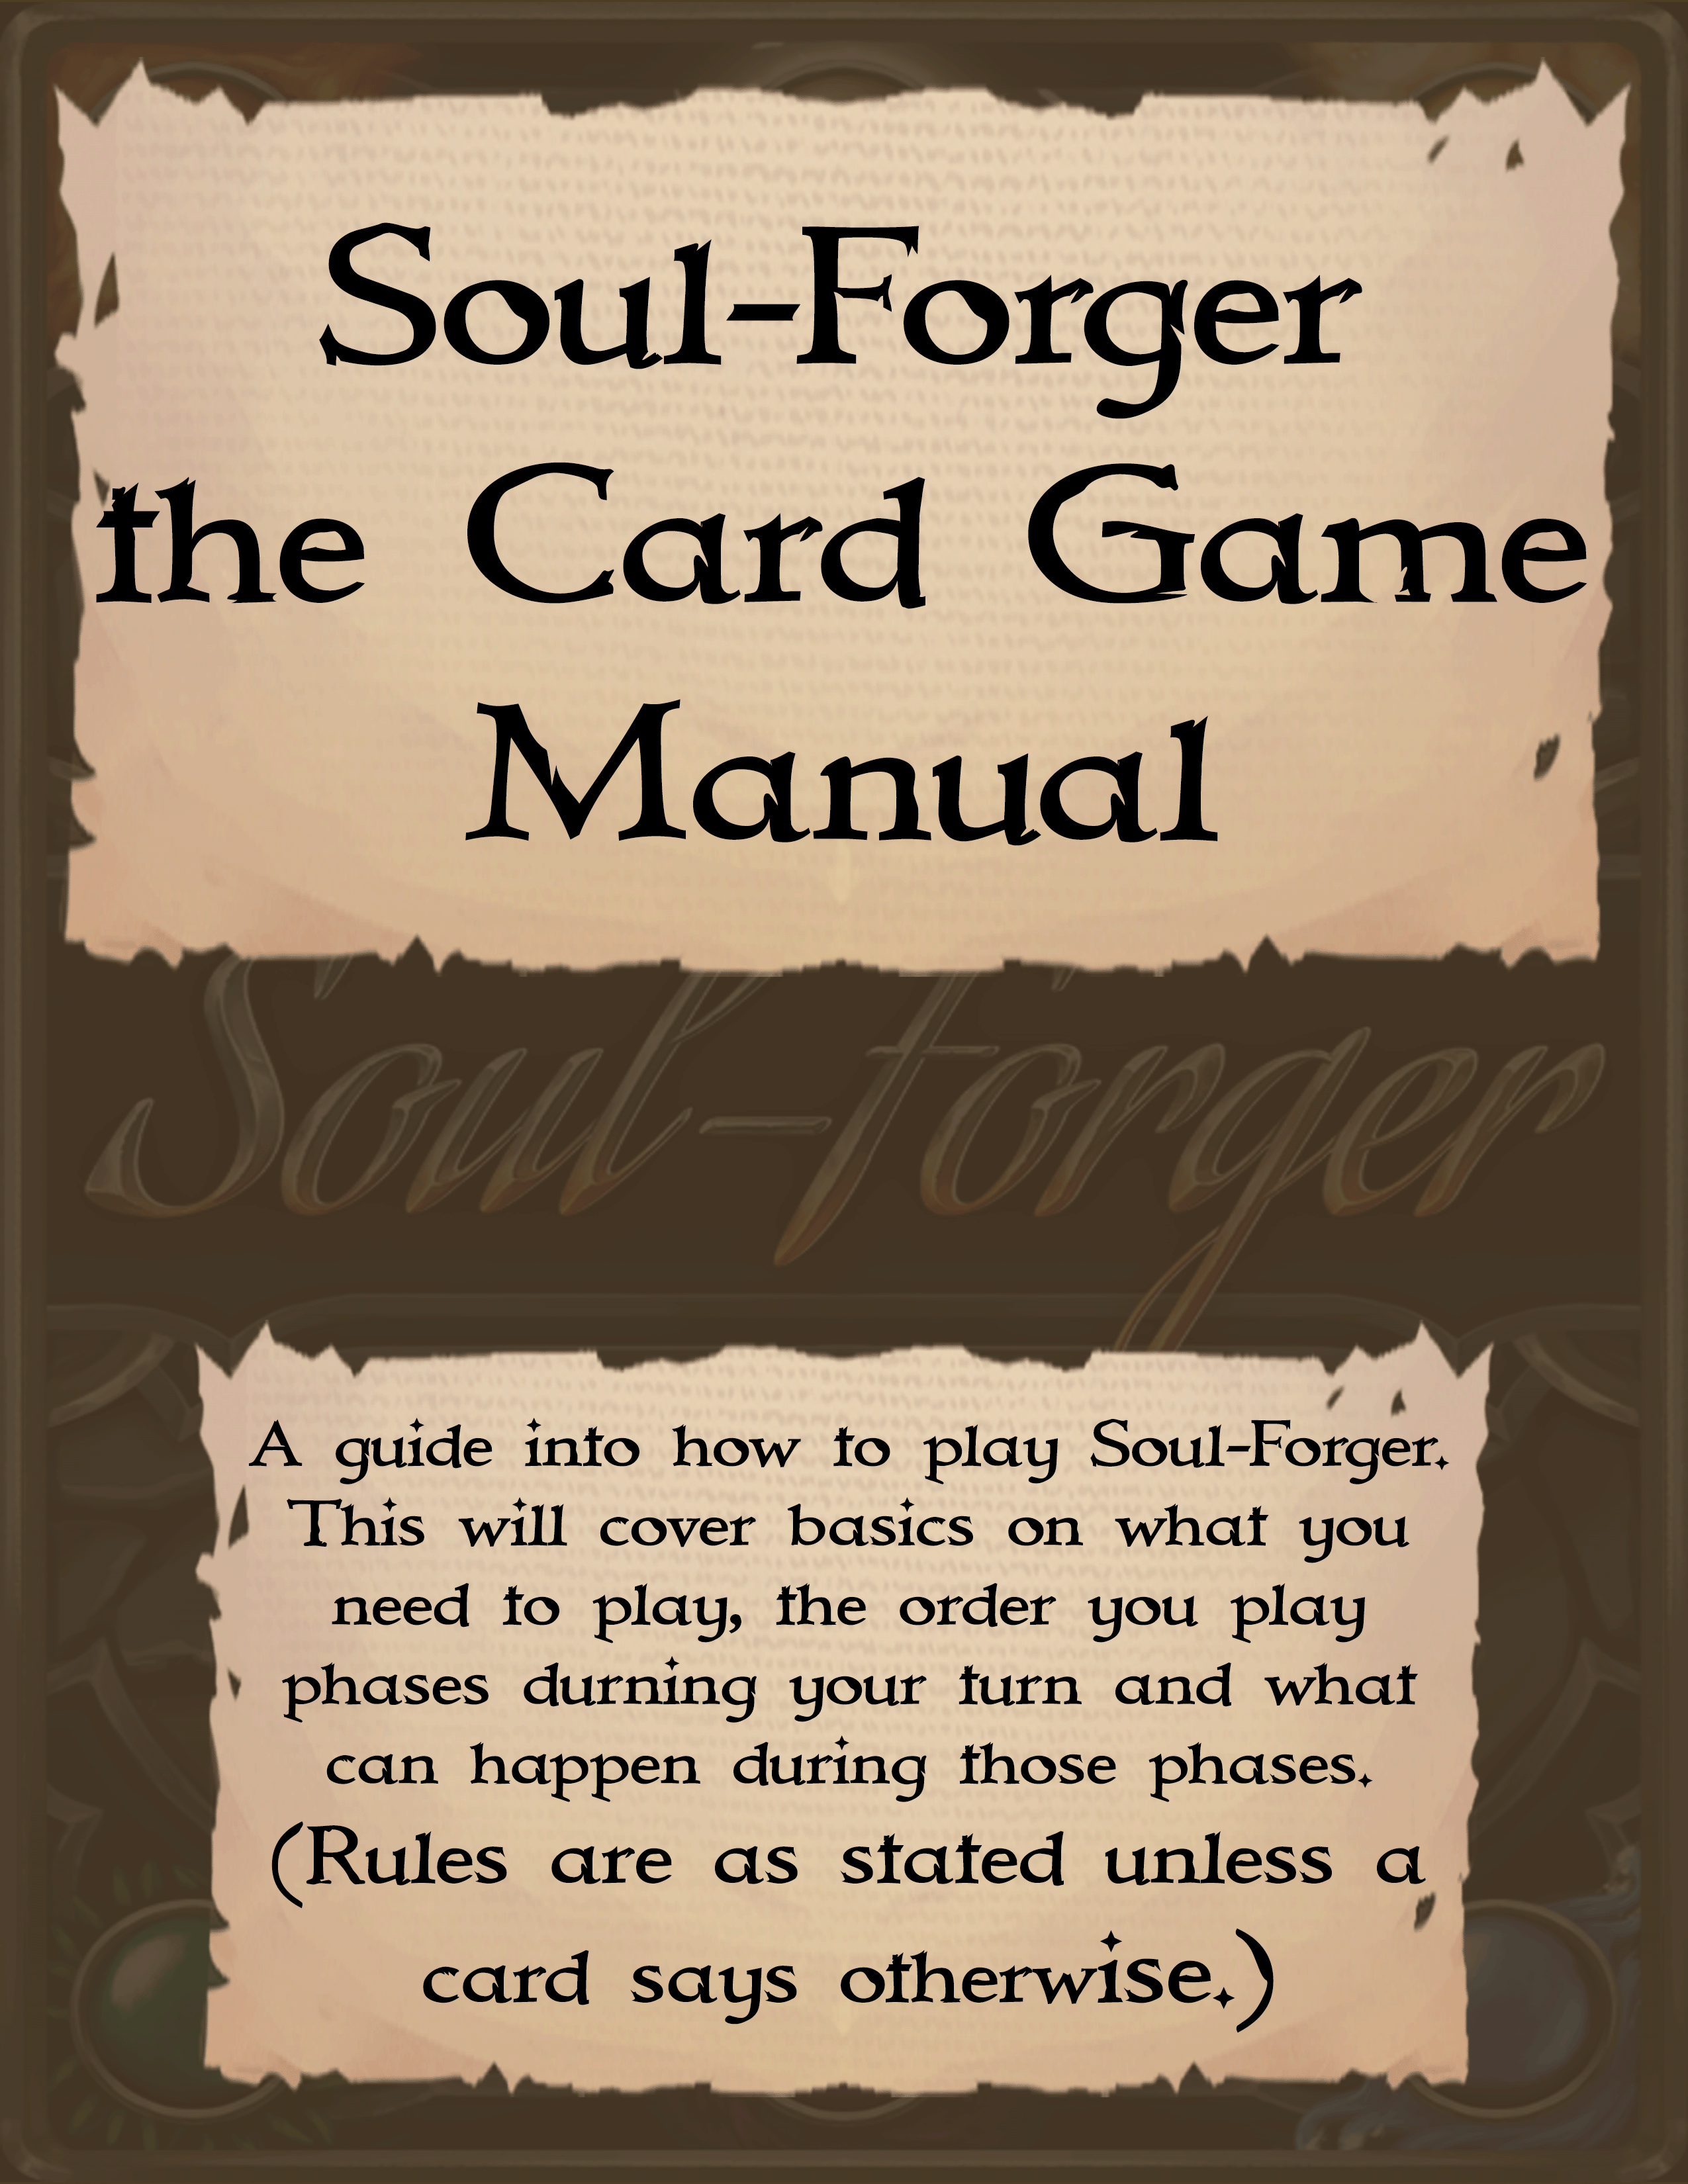 Soul-Forger
the Card Game
Manual
Soul-Forger
A guide into how to play Soul-Forger.
This will cover basics on what you
need to play, the order you play
phases durning your turn and what
can happen during those phases.
(Rules are as stated unless a
card says otherwise.)